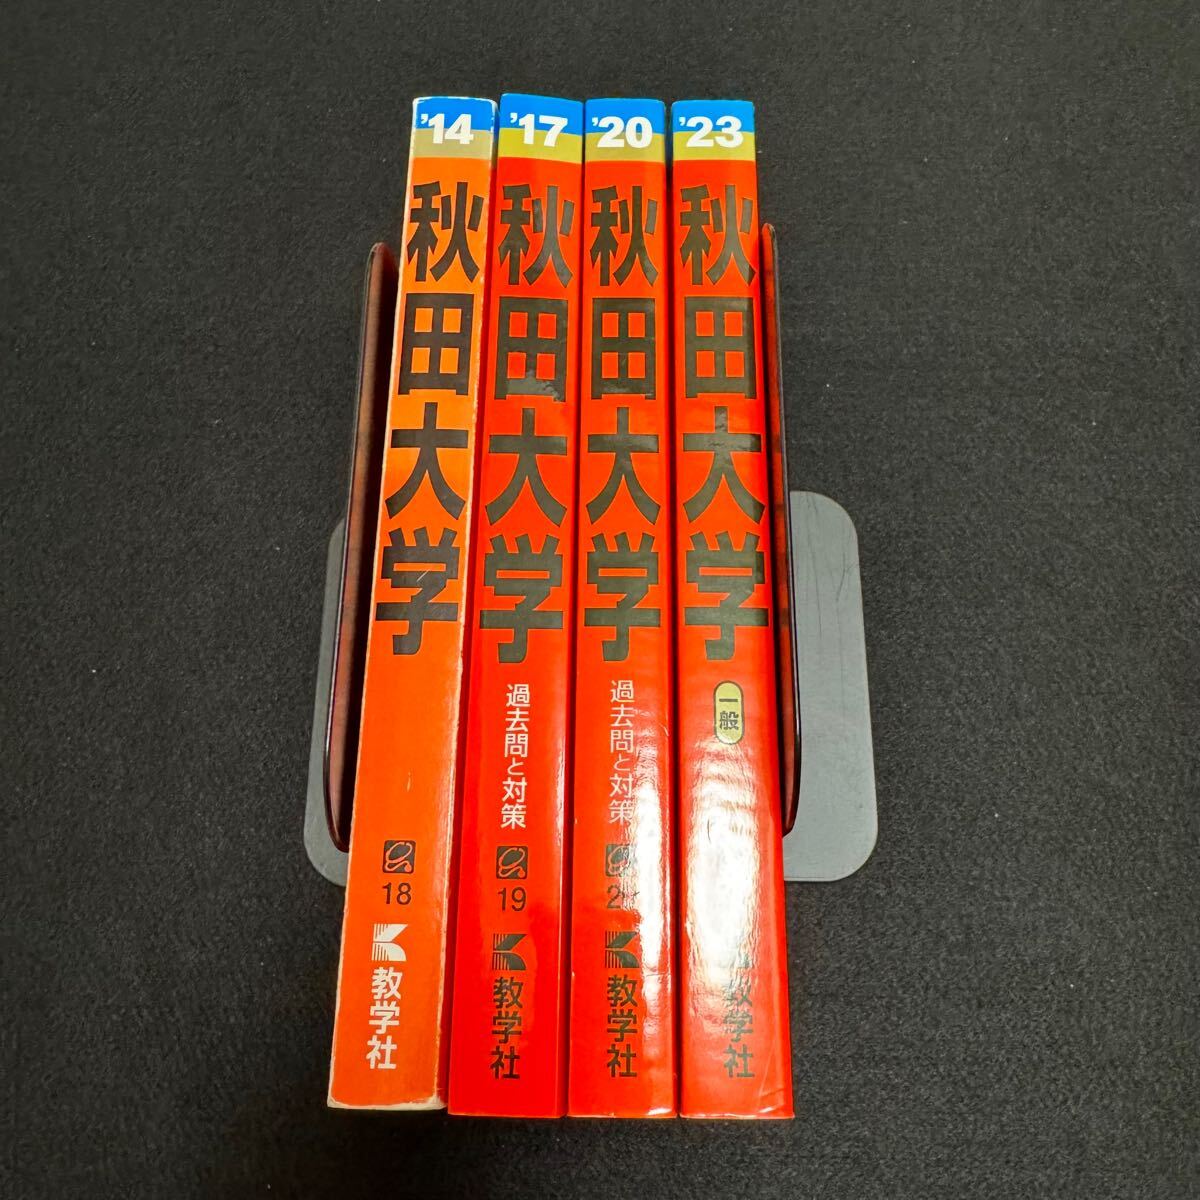 '14
秋田大学
18
教学社
'17
秋田大学
過去問と対策
19
教学社
'20
秋田大学
過去問と対策
教学社
'23
秋田大学
一般
教学社